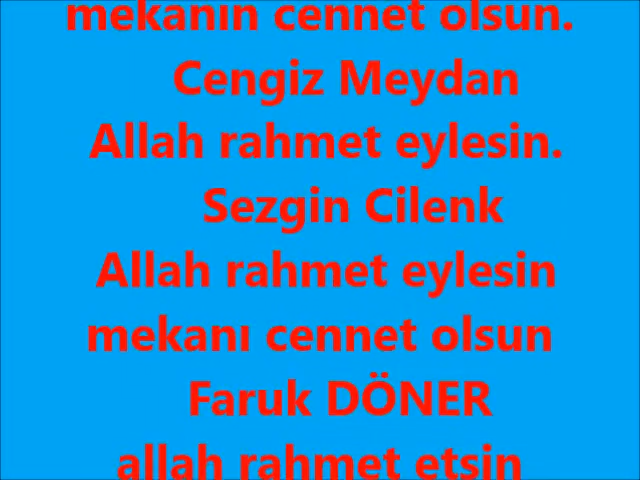 mekanın cennet olsun.
Cengiz Meydan
Allah rahmet eylesin.
Sezgin Cilenk
Allah rahmet eylesin
mekanı cennet olsun
Faruk DÖNER
allah rahmet etsin